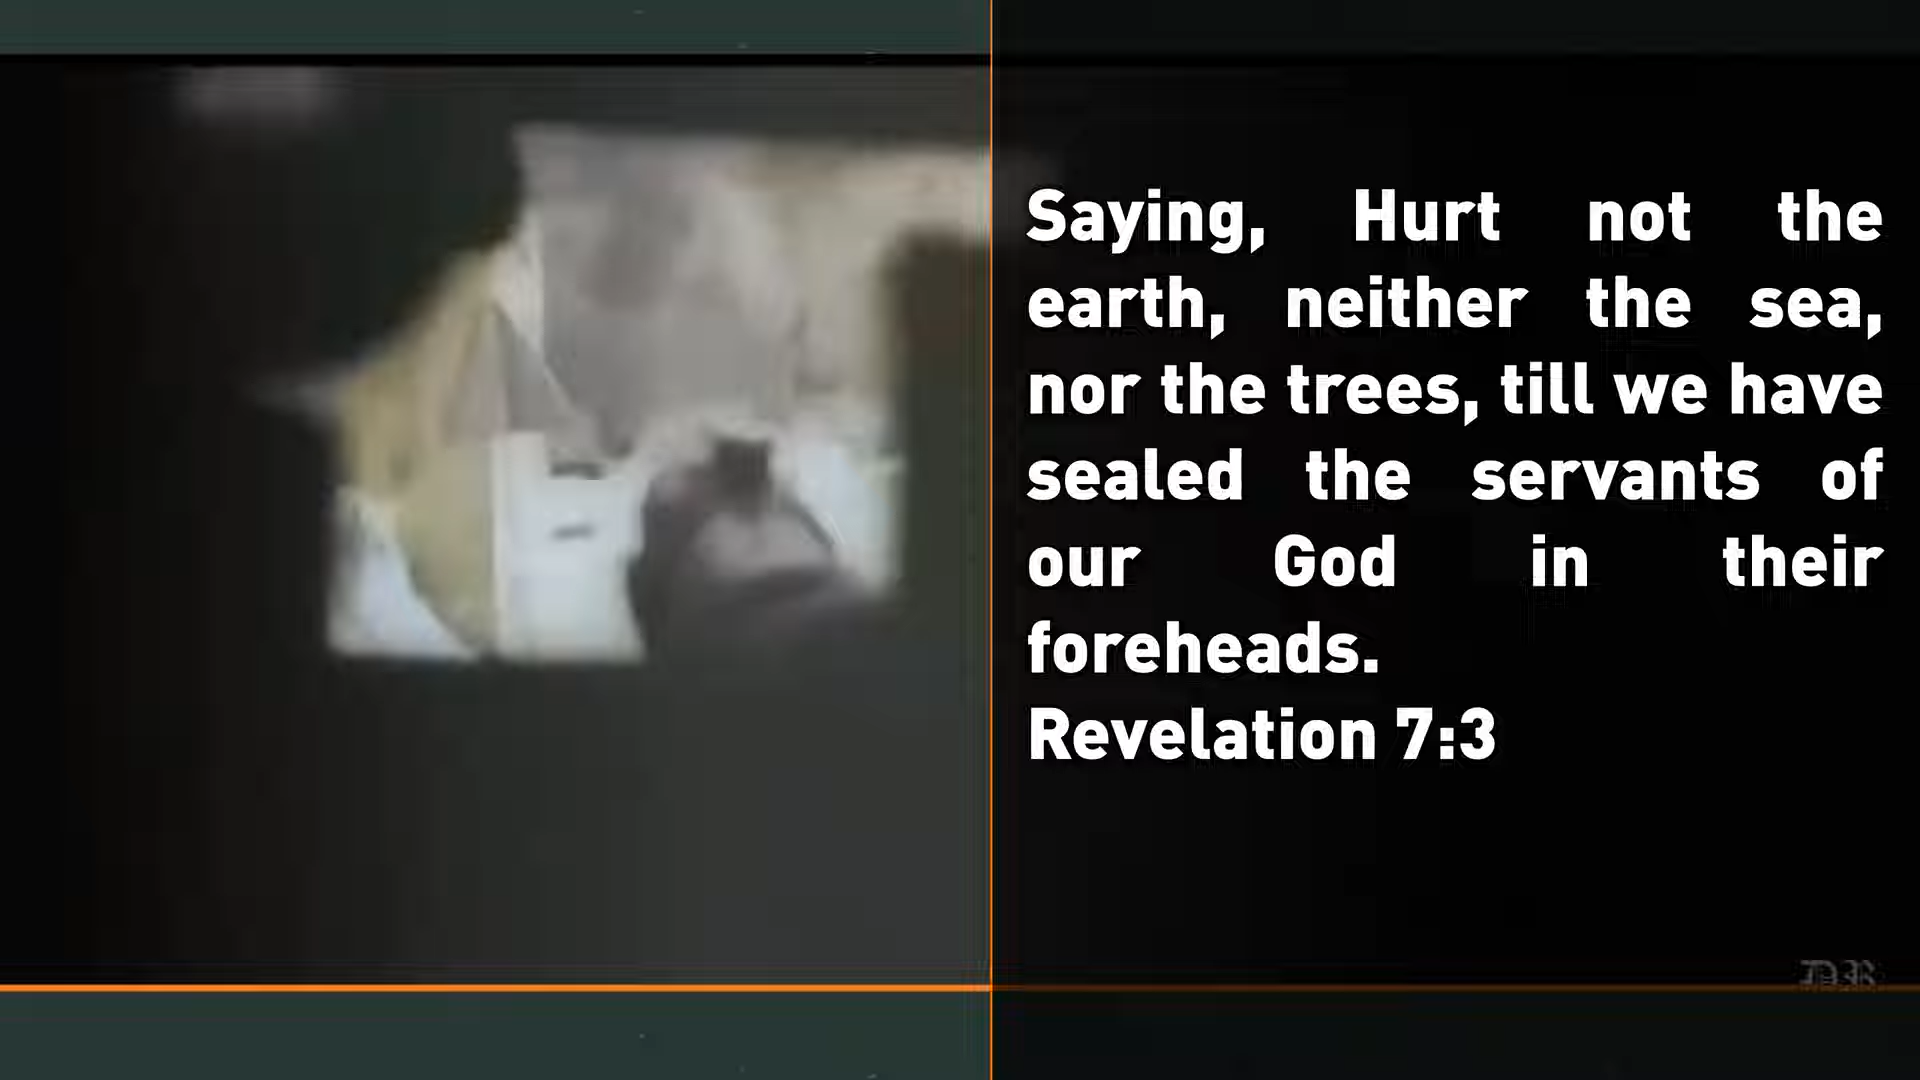 Saying, Hurt not the
earth, neither the sea,
nor the trees, till we have
sealed the servants of
our God in their
foreheads.
Revelation 7:3